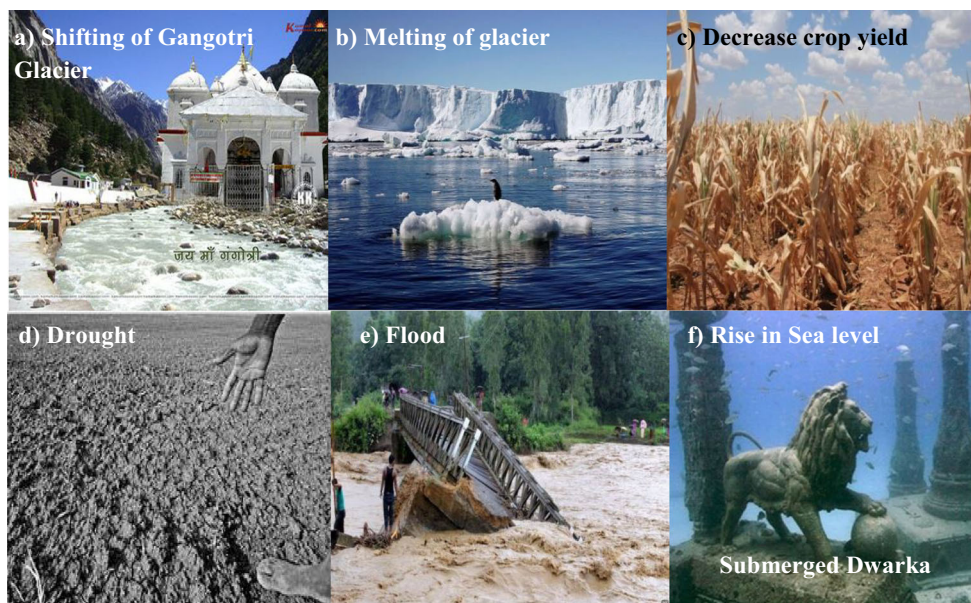 a) Shifting of Gangotri
Glacier
b) Melting of glacier
c) Decrease crop yield
KK
जय माँ गंगोत्री
d) Drought
e) Flood
f) Rise in Sea level
Submerged Dwarka